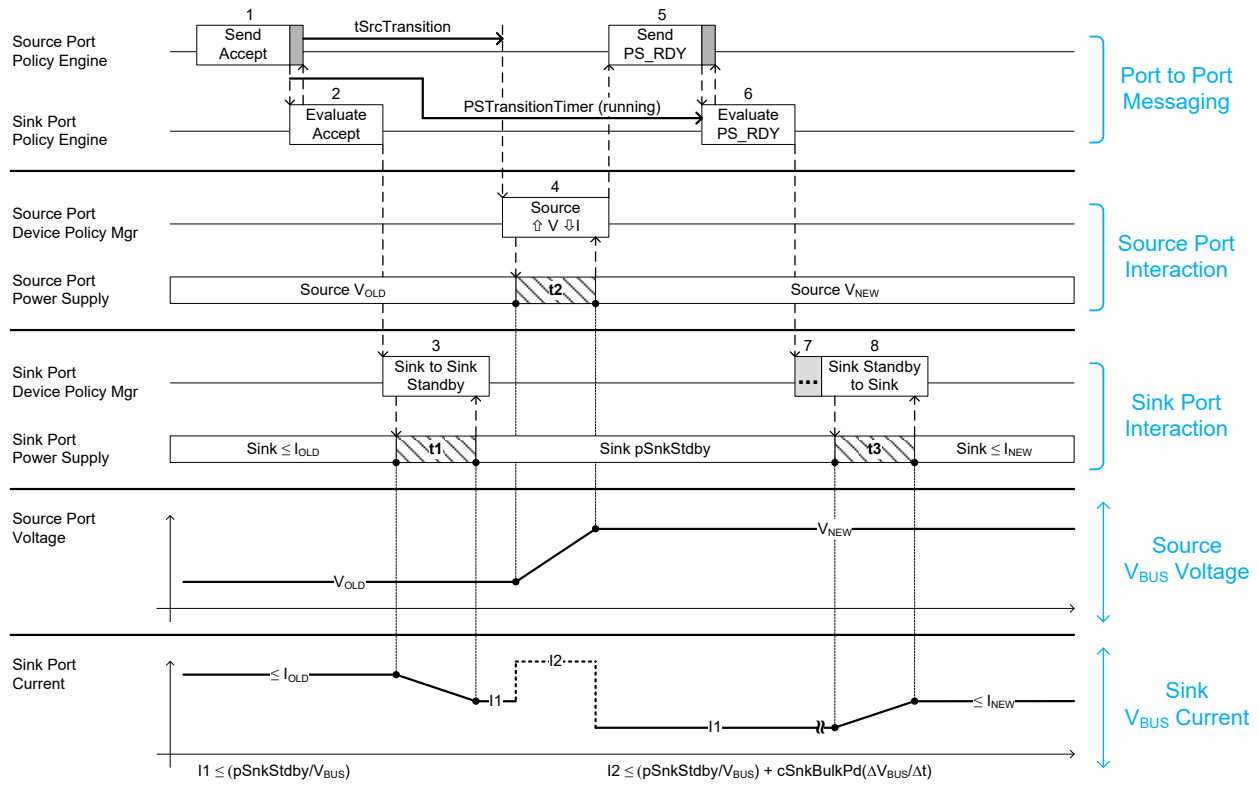 1
Send
Accept
tSrcTransition
5
Send
PS_RDY
Source Port
Policy Engine
2
Evaluate
Accept
PSTransitionTimer (running)
6
Evaluate
PS_RDY
Sink Port
Policy Engine
Port to Port
Messaging
4
Source
⇧ V ⇩I
Source Port
Device Policy Mgr
Source Port
Power Supply
Source VOLD
t2
Source VNEW
Source Port
Interaction
3
Sink to Sink
Standby
7
...
8
Sink Standby
to Sink
Sink Port
Device Policy Mgr
Sink Port
Power Supply
Sink ≤ IOLD
t1
Sink pSnkStdby
t3
Sink ≤ INEW
Sink Port
Interaction
Source Port
Voltage
VOLD
VNEW
Source
VBUS Voltage
Sink Port
Current
≤ IOLD
I1
I2
I1
≤ INEW
Sink
VBUS Current
I1 ≤ (pSnkStdby/VBUS)
I2 ≤ (pSnkStdby/VBUS) + cSnkBulkPd(ΔVBUS/Δt)